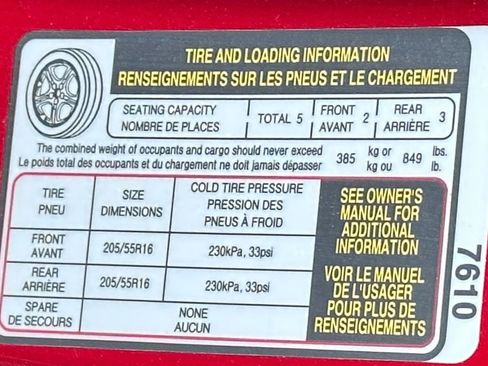 TIRE AND LOADING INFORMATION
RENSEIGNEMENTS SUR LES PNEUS ET LE CHARGEMENT
SEATING CAPACITY
NOMBRE DE PLACES
TOTAL 5
FRONT
AVANT 2
REAR
ARRIÈRE 3
The combined weight of occupants and cargo should never exceed
Le poids total des occupants et du chargement ne doit jamais dépasser
385
kg or
kg ou
849
lbs.
lb.
TIRE
PNEU
SIZE
DIMENSIONS
COLD TIRE PRESSURE
PRESSION DES
PNEUS À FROID
FRONT
AVANT
205/55R16
230kPa, 33psi
REAR
ARRIÈRE
205/55R16
230kPa, 33psi
SPARE
DE SECOURS
NONE
AUCUN
SEE OWNER'S
MANUAL FOR
ADDITIONAL
INFORMATION
VOIR LE MANUEL
DE L'USAGER
POUR PLUS DE
RENSEIGNEMENTS
7610